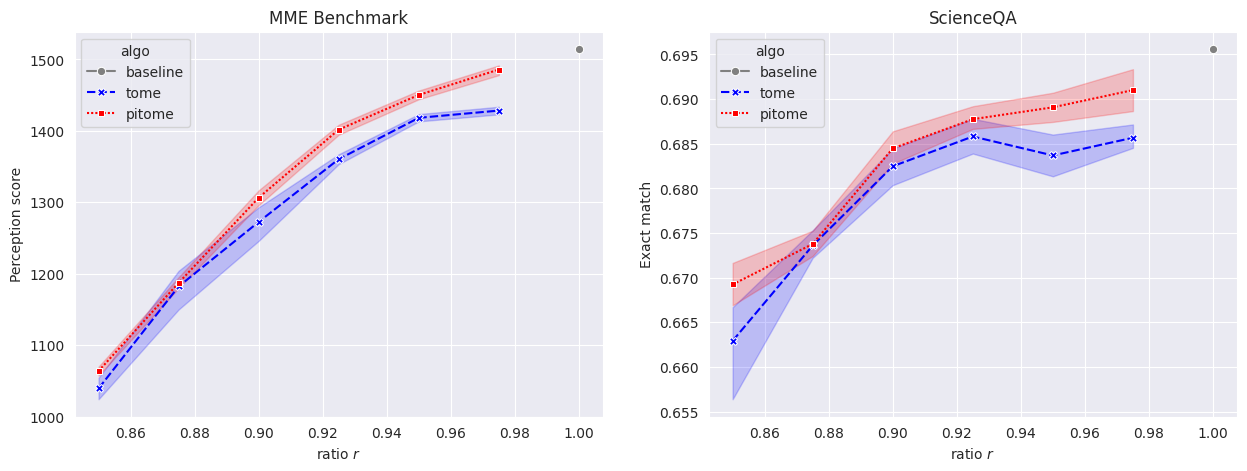 MME Benchmark
algo
baseline
tome
pitome
Perception score
1500
1400
1300
1200
1100
1000
0.86 0.88 0.90 0.92 0.94 0.96 0.98 1.00
ratio r
ScienceQA
algo
baseline
tome
pitome
Exact match
0.695
0.690
0.685
0.680
0.675
0.670
0.665
0.660
0.655
0.86 0.88 0.90 0.92 0.94 0.96 0.98 1.00
ratio r